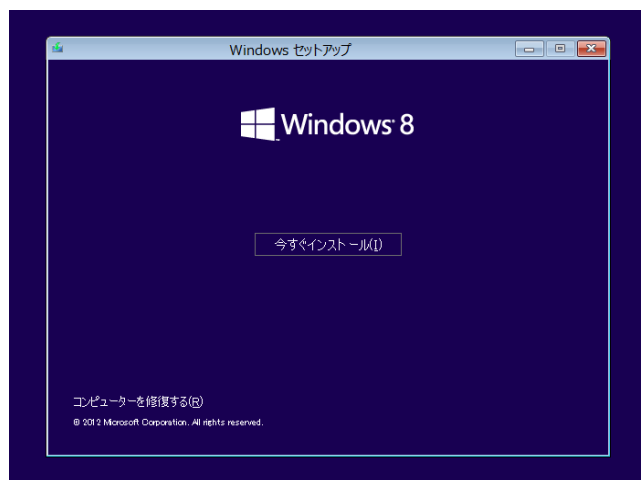 Windows セットアップ
Windows 8
今すぐインストール(I)
コンピューターを修復する(R)
© 2012 Microsoft Corporation. All rights reserved.